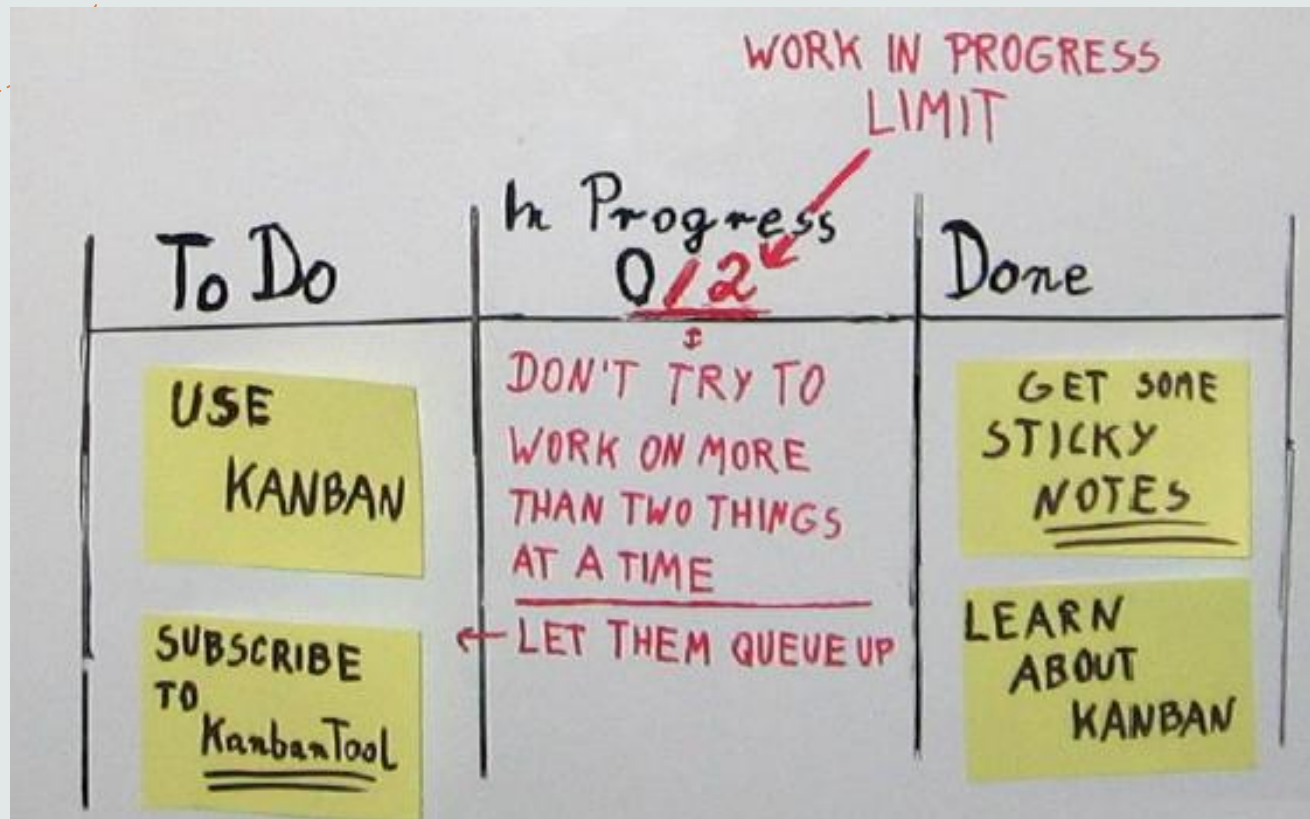 WORK IN PROGRESS
LIMIT
To Do
In Progress
0/2
Done
USE
KANBAN
SUBSCRIBE
TO
KanbanTool
DON'T TRY TO
WORK ON MORE
THAN TWO THINGS
AT A TIME
← LET THEM QUEUE UP
GET SOME
STICKY
NOTES
LEARN
ABOUT
KANBAN